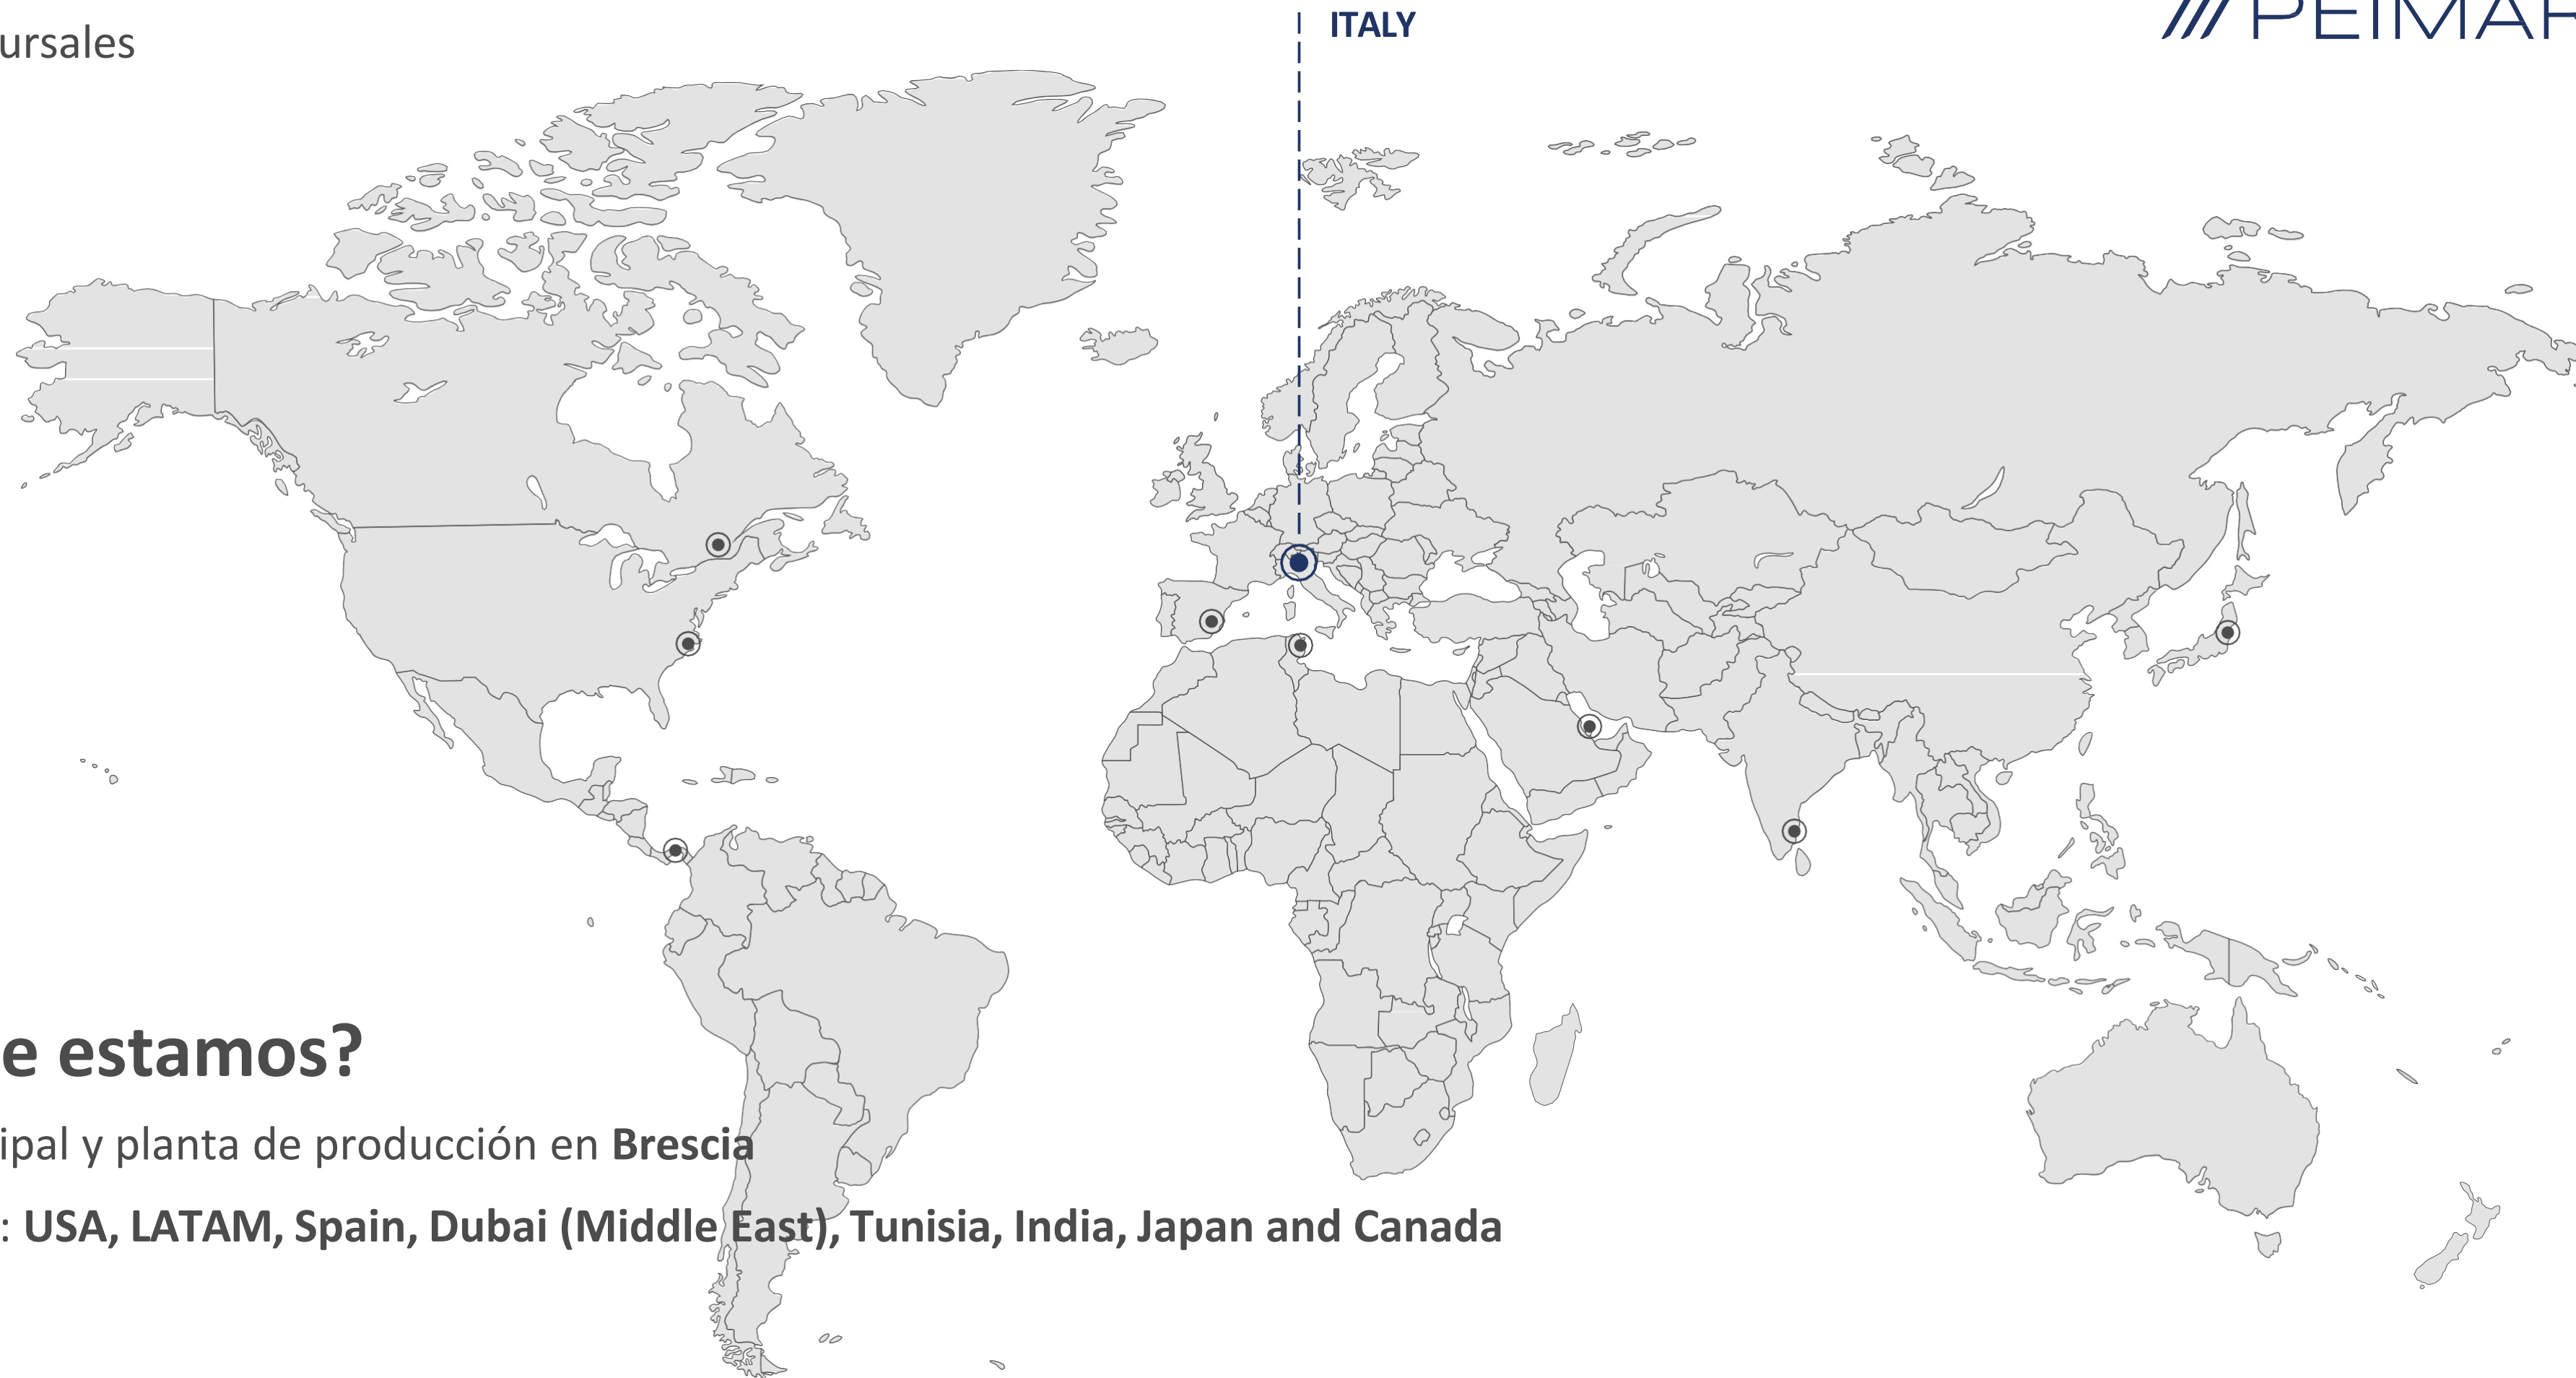 ITALY
PEIMAR
ursales
e estamos?
ipal y planta de producción en Brescia
: USA, LATAM, Spain, Dubai (Middle East), Tunisia, India, Japan and Canada